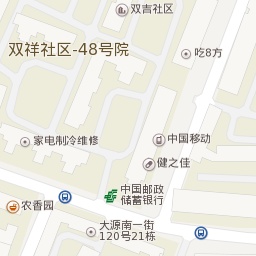 双吉社区
双祥社区-48号院
吃8方
家电制冷维修
中国移动
健之佳
中国邮政
储蓄银行
农香园
大源南一街
120号21栋